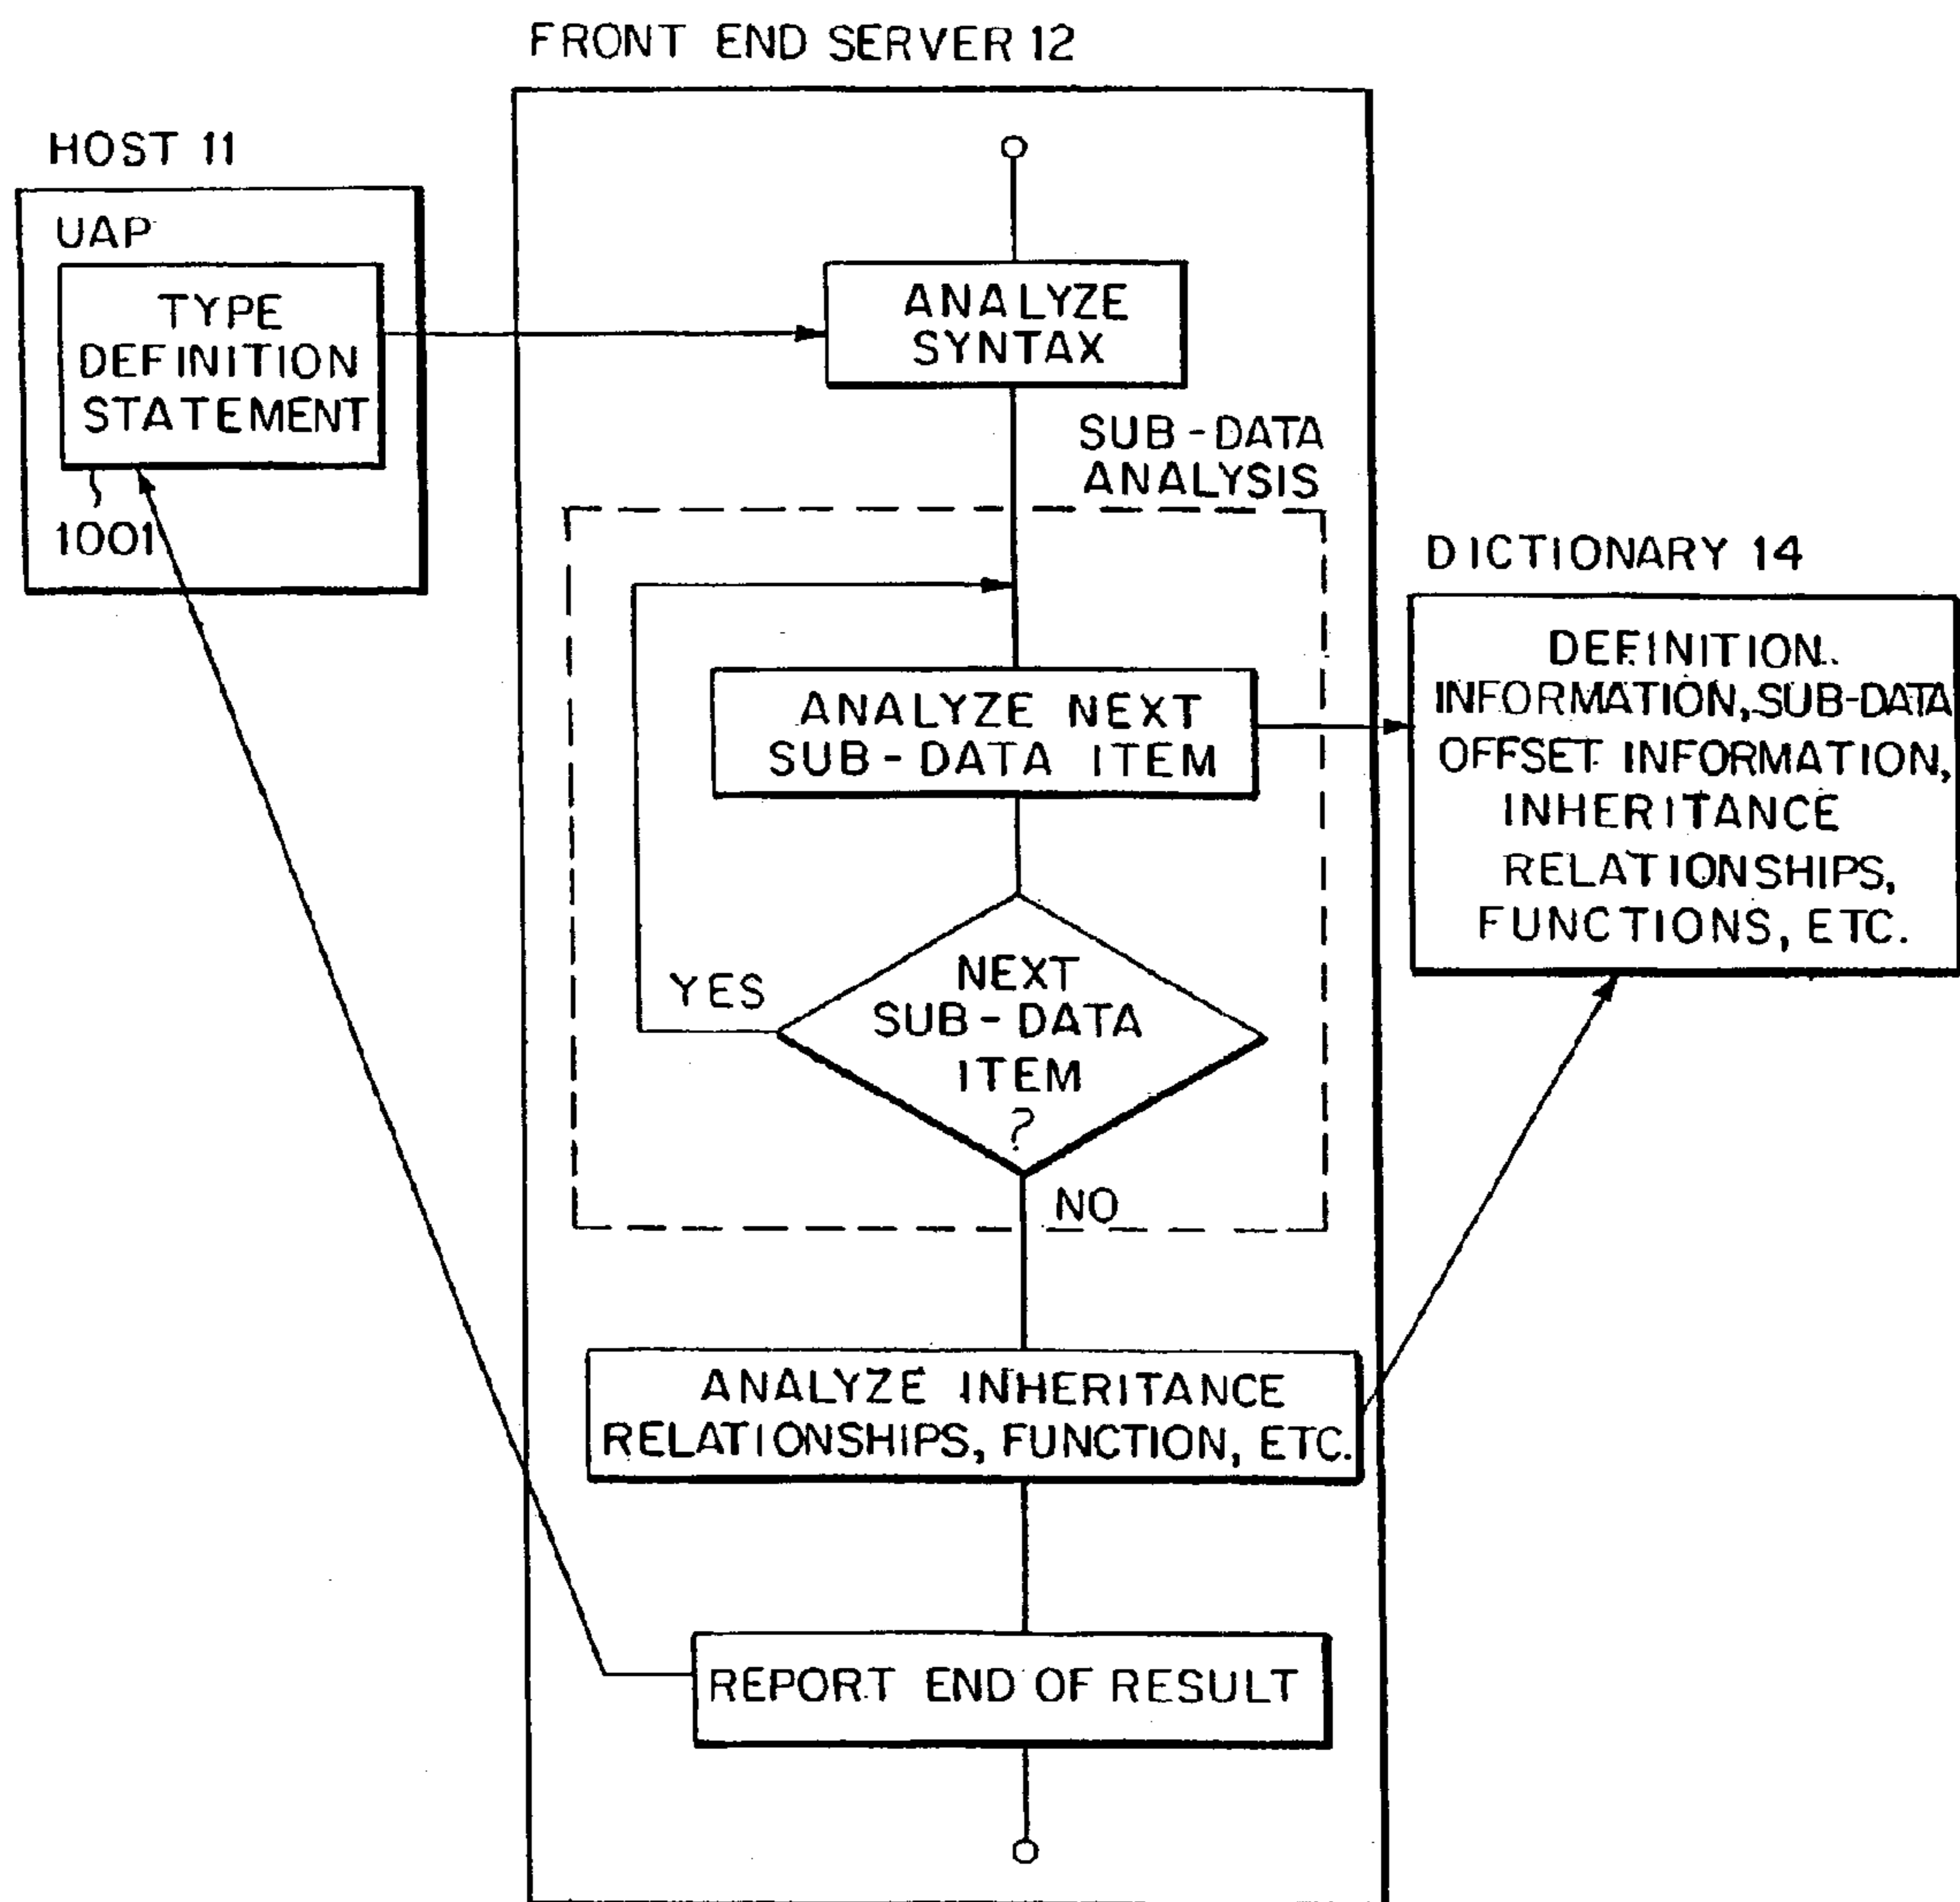 FRONT END SERVER 12
HOST 11
UAP
TYPE
DEFINITION
STATEMENT
1001
ANALYZE
SYNTAX
SUB-DATA
ANALYSIS
ANALYZE NEXT
SUB-DATA ITEM
YES
NEXT
SUB-DATA
ITEM
?
NO
DICTIONARY 14
DEFINITION
INFORMATION, SUB-DATA
OFFSET INFORMATION,
INHERITANCE
RELATIONSHIPS,
FUNCTIONS, ETC.
ANALYZE INHERITANCE
RELATIONSHIPS, FUNCTION, ETC.
REPORT END OF RESULT